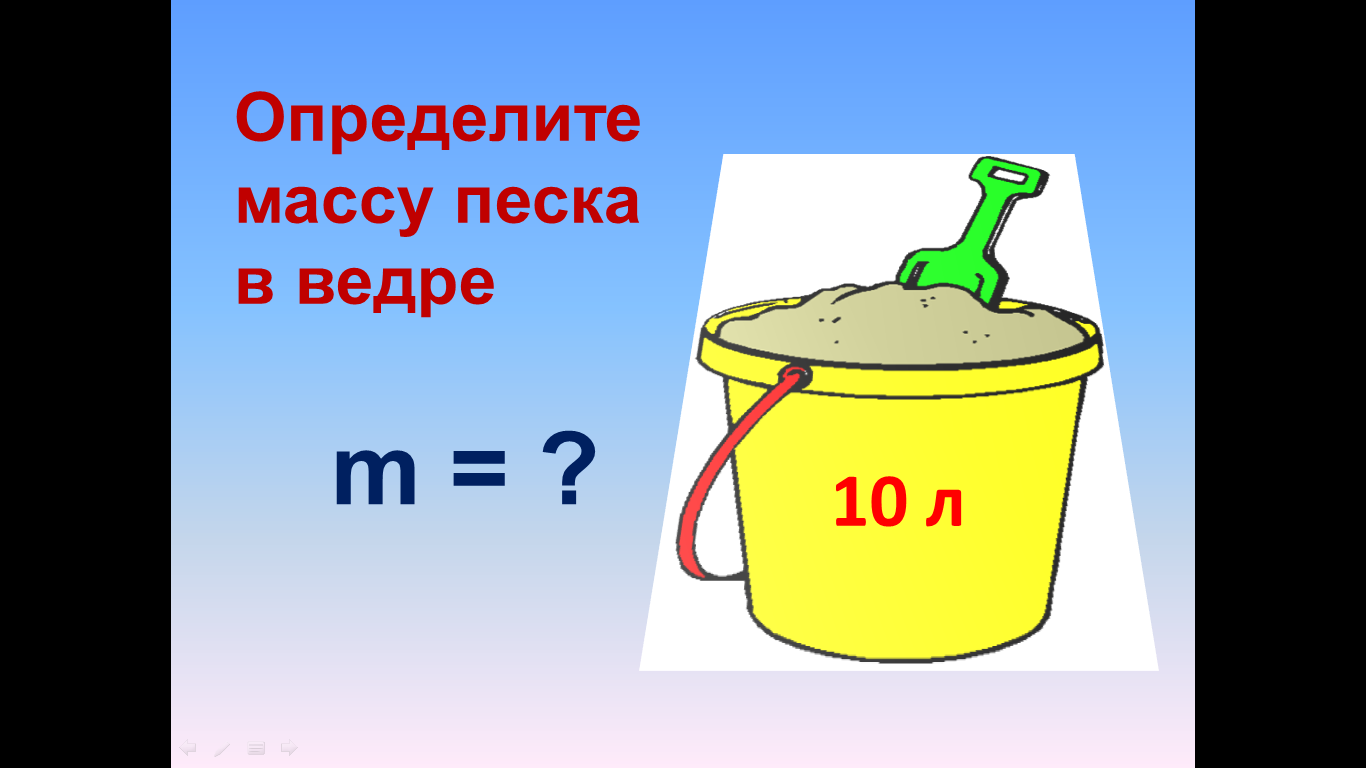 Определите
массу песка
в ведре
m = ?
10 л